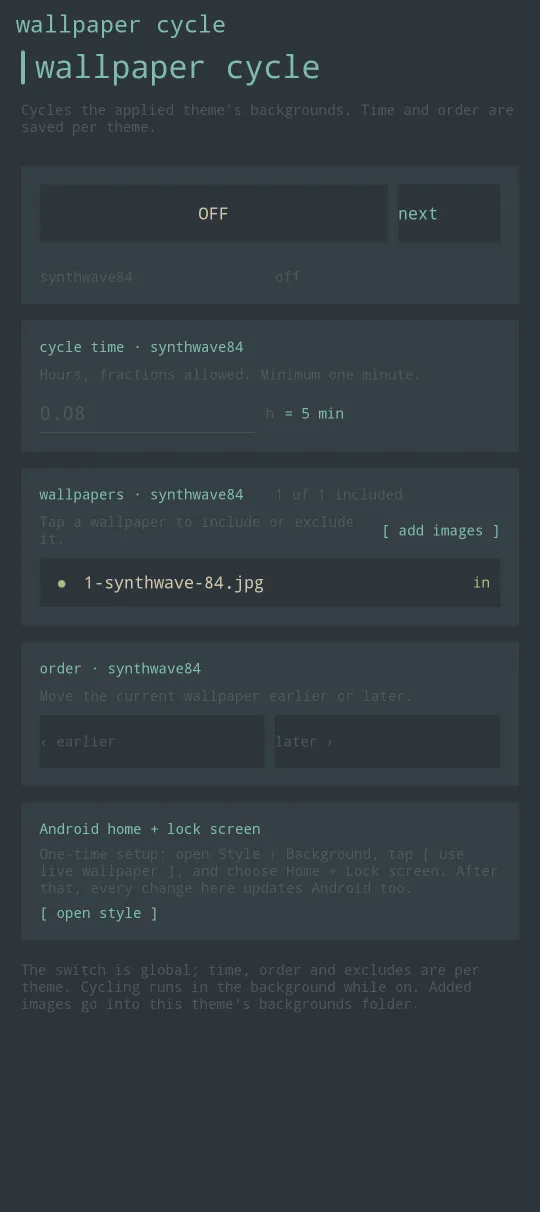 wallpaper cycle
wallpaper cycle
Cycles the applied theme's backgrounds. Time and order are
saved per theme.
OFF
next
synthwave84 off
cycle time · synthwave84
Hours, fractions allowed. Minimum one minute.
0.08 h = 5 min
wallpapers · synthwave84 1 of 1 included
Tap a wallpaper to include or exclude
it.
[ add images ]
● 1-synthwave-84.jpg in
order · synthwave84
Move the current wallpaper earlier or later.
‹ earlier
later ›
Android home + lock screen
One-time setup: open Style › Background, tap [ use
live wallpaper ], and choose Home + Lock screen. After
that, every change here updates Android too.
[ open style ]
The switch is global; time, order and excludes are per
theme. Cycling runs in the background while on. Added
images go into this theme's backgrounds folder.